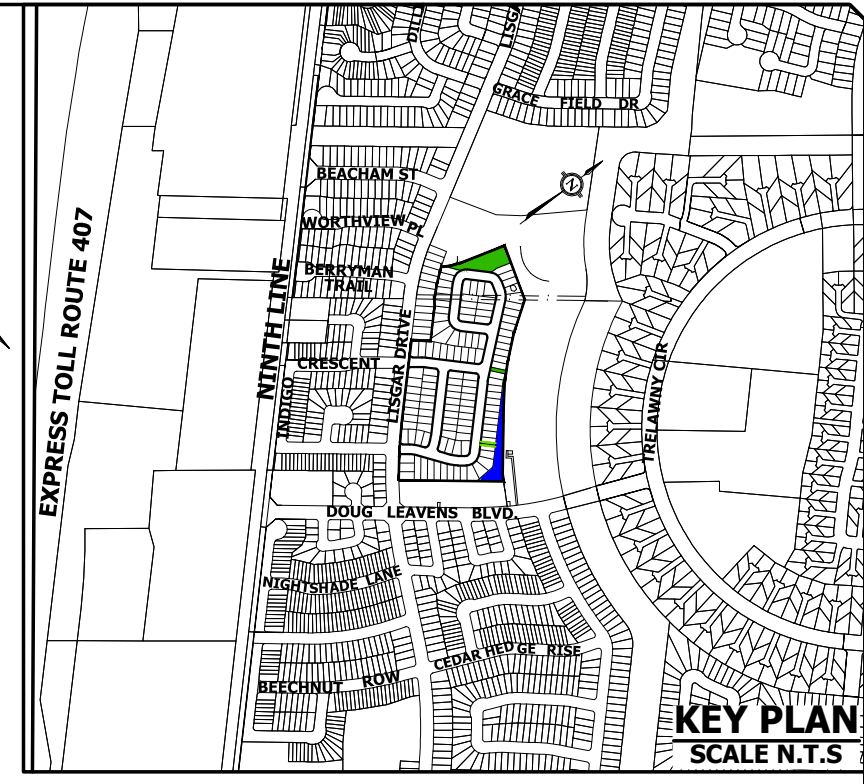 LISGA
GRACE FIELD DR
BEACHAM ST
WORTHVIEW PL
BERRYMAN
TRAIL
EXPRESS TOLL ROUTE 407
NINTH LINE
LISGAR DRIVE
INDIGO
CRESCENT
TRELAWNY CIR
N
DOUG LEAVENS BLVD.
NIGHTSHADE LANE
CEDAR HEDGE RISE
BEECHNUT ROW
KEY PLAN
SCALE N.T.S